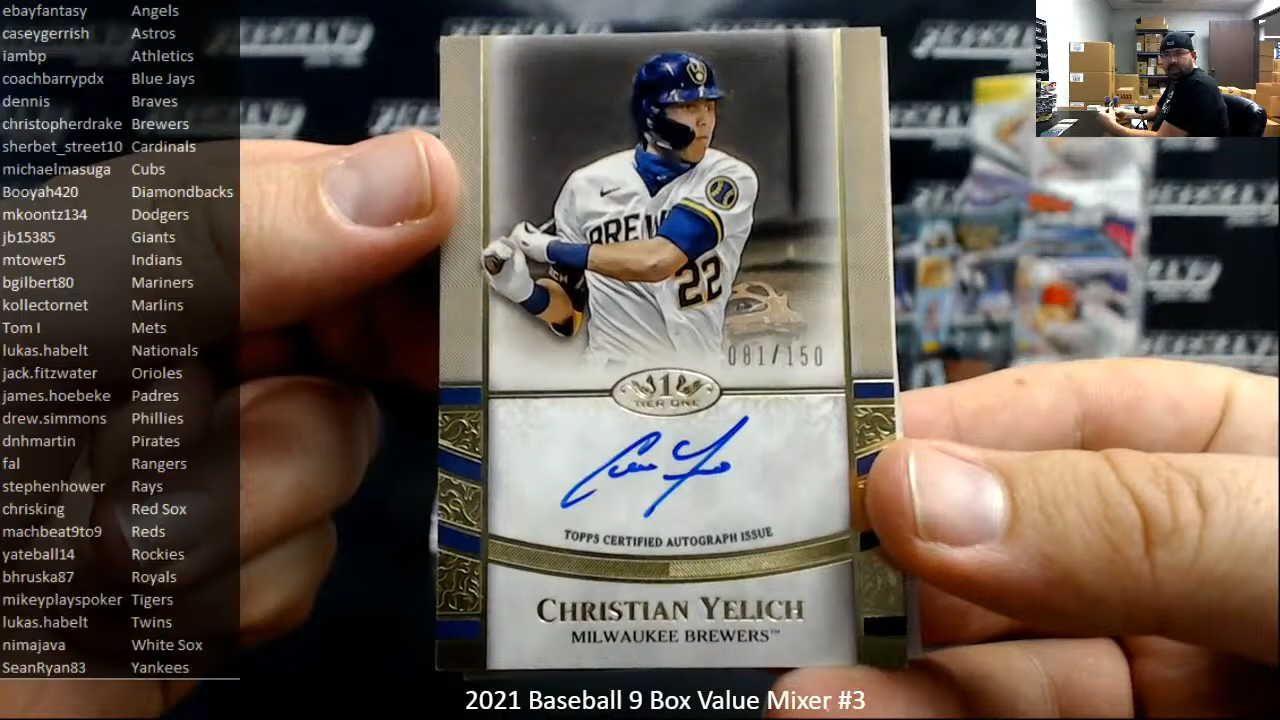 ebayfantasy Angels
caseygerrish Astros
iambp Athletics
coachbarrypdx Blue Jays
dennis Braves
christopherdrake Brewers
sherbet_street10 Cardinals
michaelmasuga Cubs
Booyah420 Diamondbacks
mkoontz134 Dodgers
jb15385 Giants
mtower5 Indians
bgilbert80 Mariners
kollectornet Marlins
Tom I Mets
lukas.habelt Nationals
jack.fitzwater Orioles
james.hoebeke Padres
drew.simmons Phillies
dnhmartin Pirates
fal Rangers
stephenhower Rays
chrisking Red Sox
machbeat9to9 Reds
yateball14 Rockies
bhruska87 Royals
mikeyplayspoker Tigers
lukas.habelt Twins
nimajava White Sox
SeanRyan83 Yankees
BREW
22
081/150
1
TIER ONE
TOPPS CERTIFIED AUTOGRAPH ISSUE
CHRISTIAN YELICH
MILWAUKEE BREWERS™
2021 Baseball 9 Box Value Mixer #3